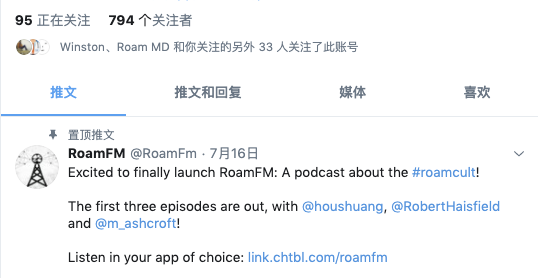 95 正在关注 794 个关注者
Winston、Roam MD 和你关注的另外 33 人关注了此账号
推文 推文和回复 媒体 喜欢
置顶推文
RoamFM @RoamFm · 7月16日
Excited to finally launch RoamFM: A podcast about the #roamcult!
The first three episodes are out, with @houshuang, @RobertHaisfield
and @m_ashcroft!
Listen in your app of choice: link.chtbl.com/roamfm